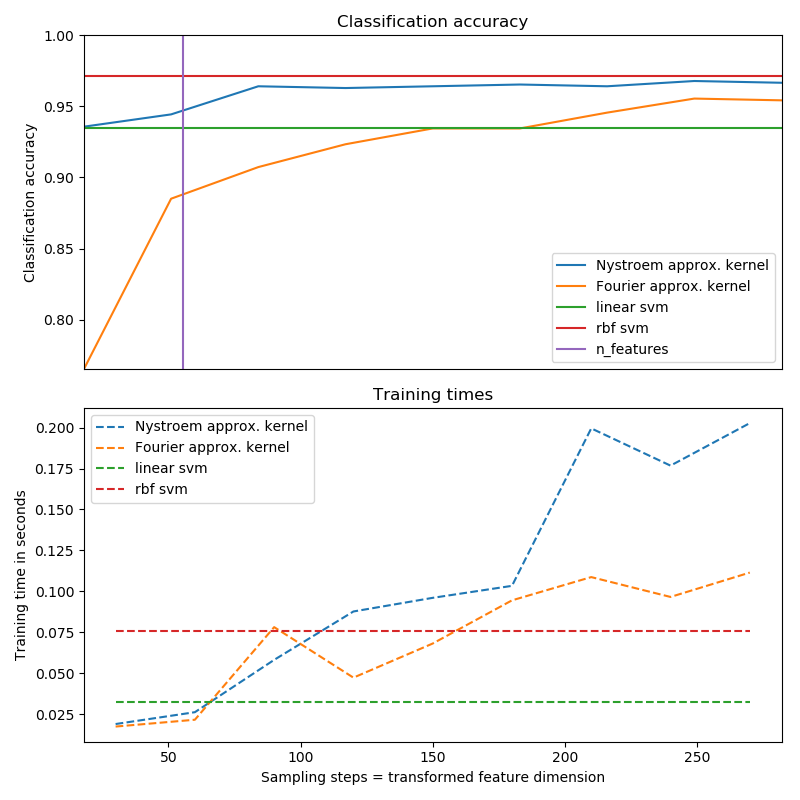 Classification accuracy
1.00
0.95
0.90
0.85
0.80
Classification accuracy
Nystroem approx. kernel
Fourier approx. kernel
linear svm
rbf svm
n_features
Training times
0.200
0.175
0.150
0.125
0.100
0.075
0.050
0.025
Training time in seconds
Nystroem approx. kernel
Fourier approx. kernel
linear svm
rbf svm
50 100 150 200 250
Sampling steps = transformed feature dimension